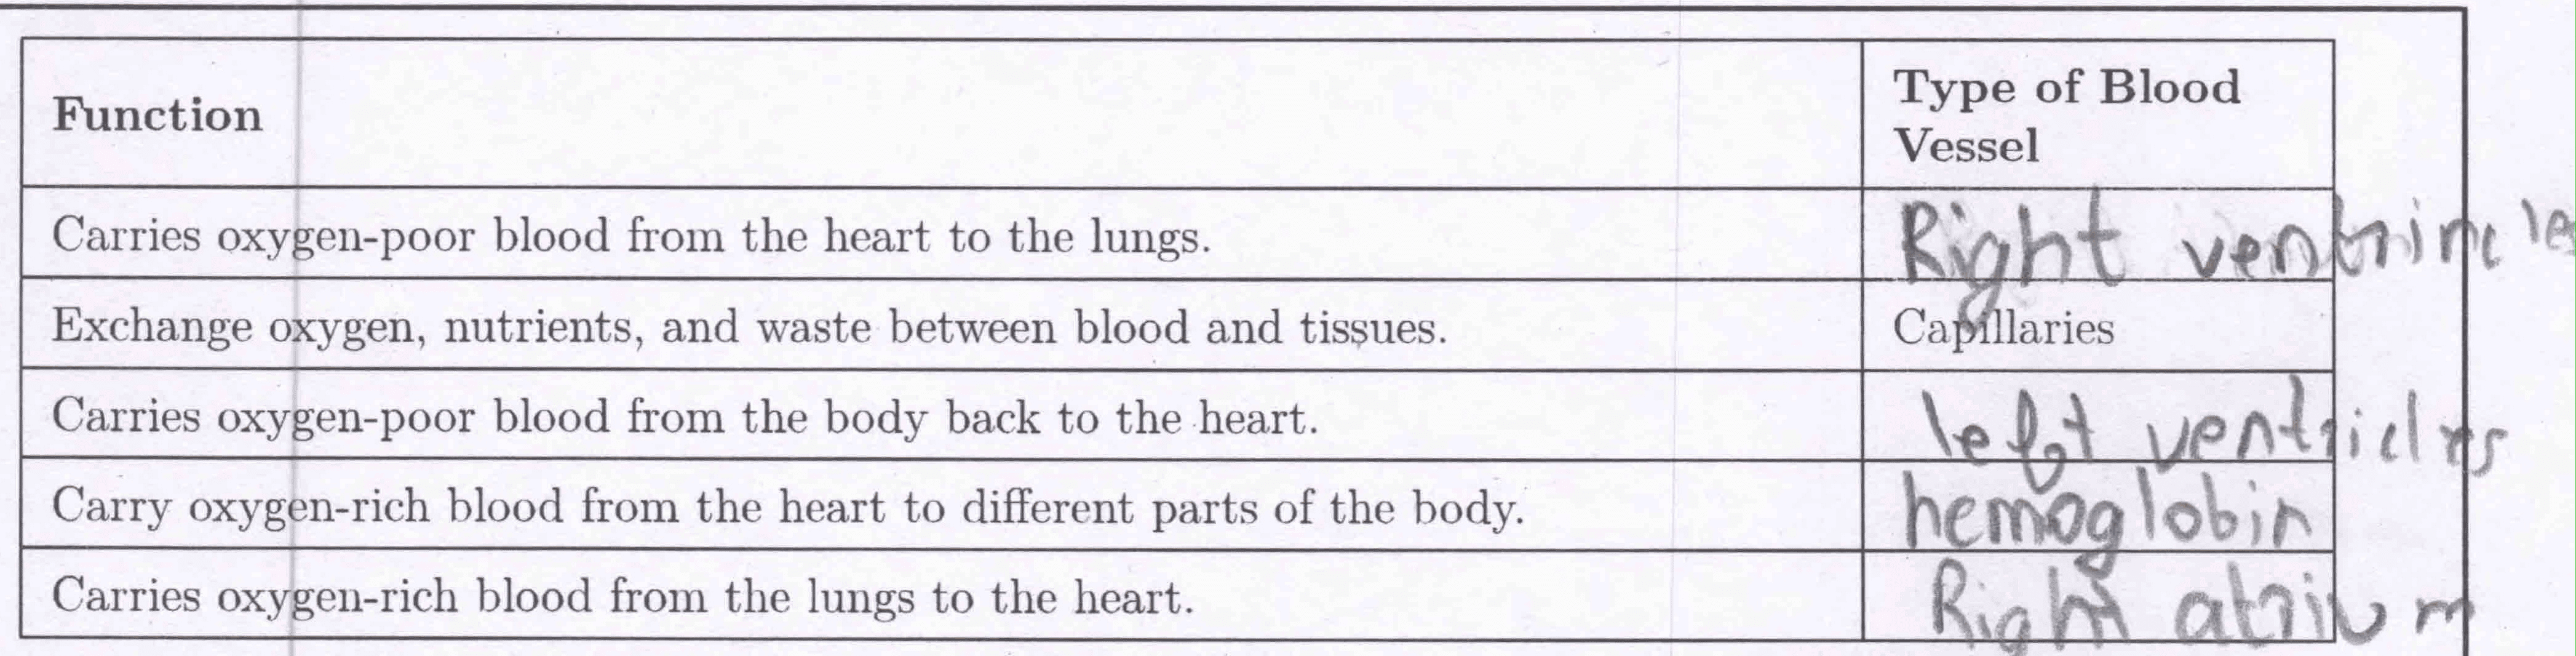 Function
Type of Blood
Vessel
Carries oxygen-poor blood from the heart to the lungs.
Right ventrincles
Exchange oxygen, nutrients, and waste between blood and tissues.
Capillaries
Carries oxygen-poor blood from the body back to the heart.
left ventricles
Carry oxygen-rich blood from the heart to different parts of the body.
hemoglobin
Carries oxygen-rich blood from the lungs to the heart.
Right atrium